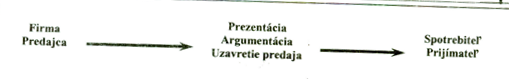 Firma
Predajca
Prezentácia
Argumentácia
Uzavretie predaja
Spotrebiteľ
Prijímateľ